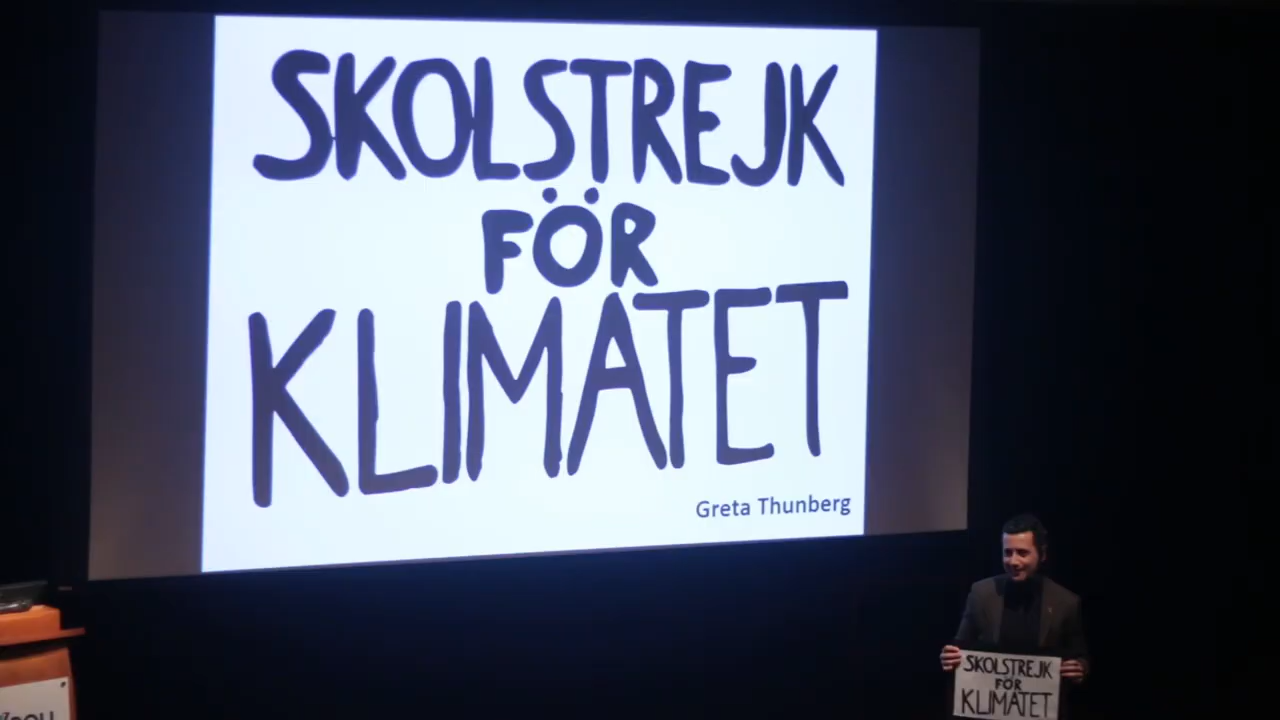 SKOLSTREJK
FÖR
KLIMATET
Greta Thunberg
SKOLSTREJK
FÖR
KLIMATET